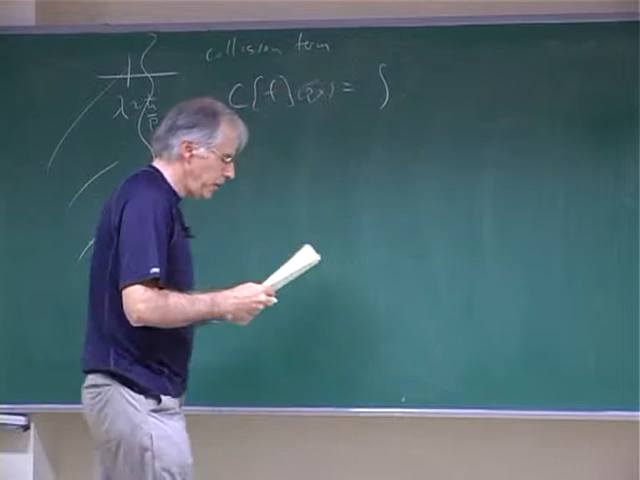 collision term
C[f](p,x) = ∫
λ ~ ħ/p